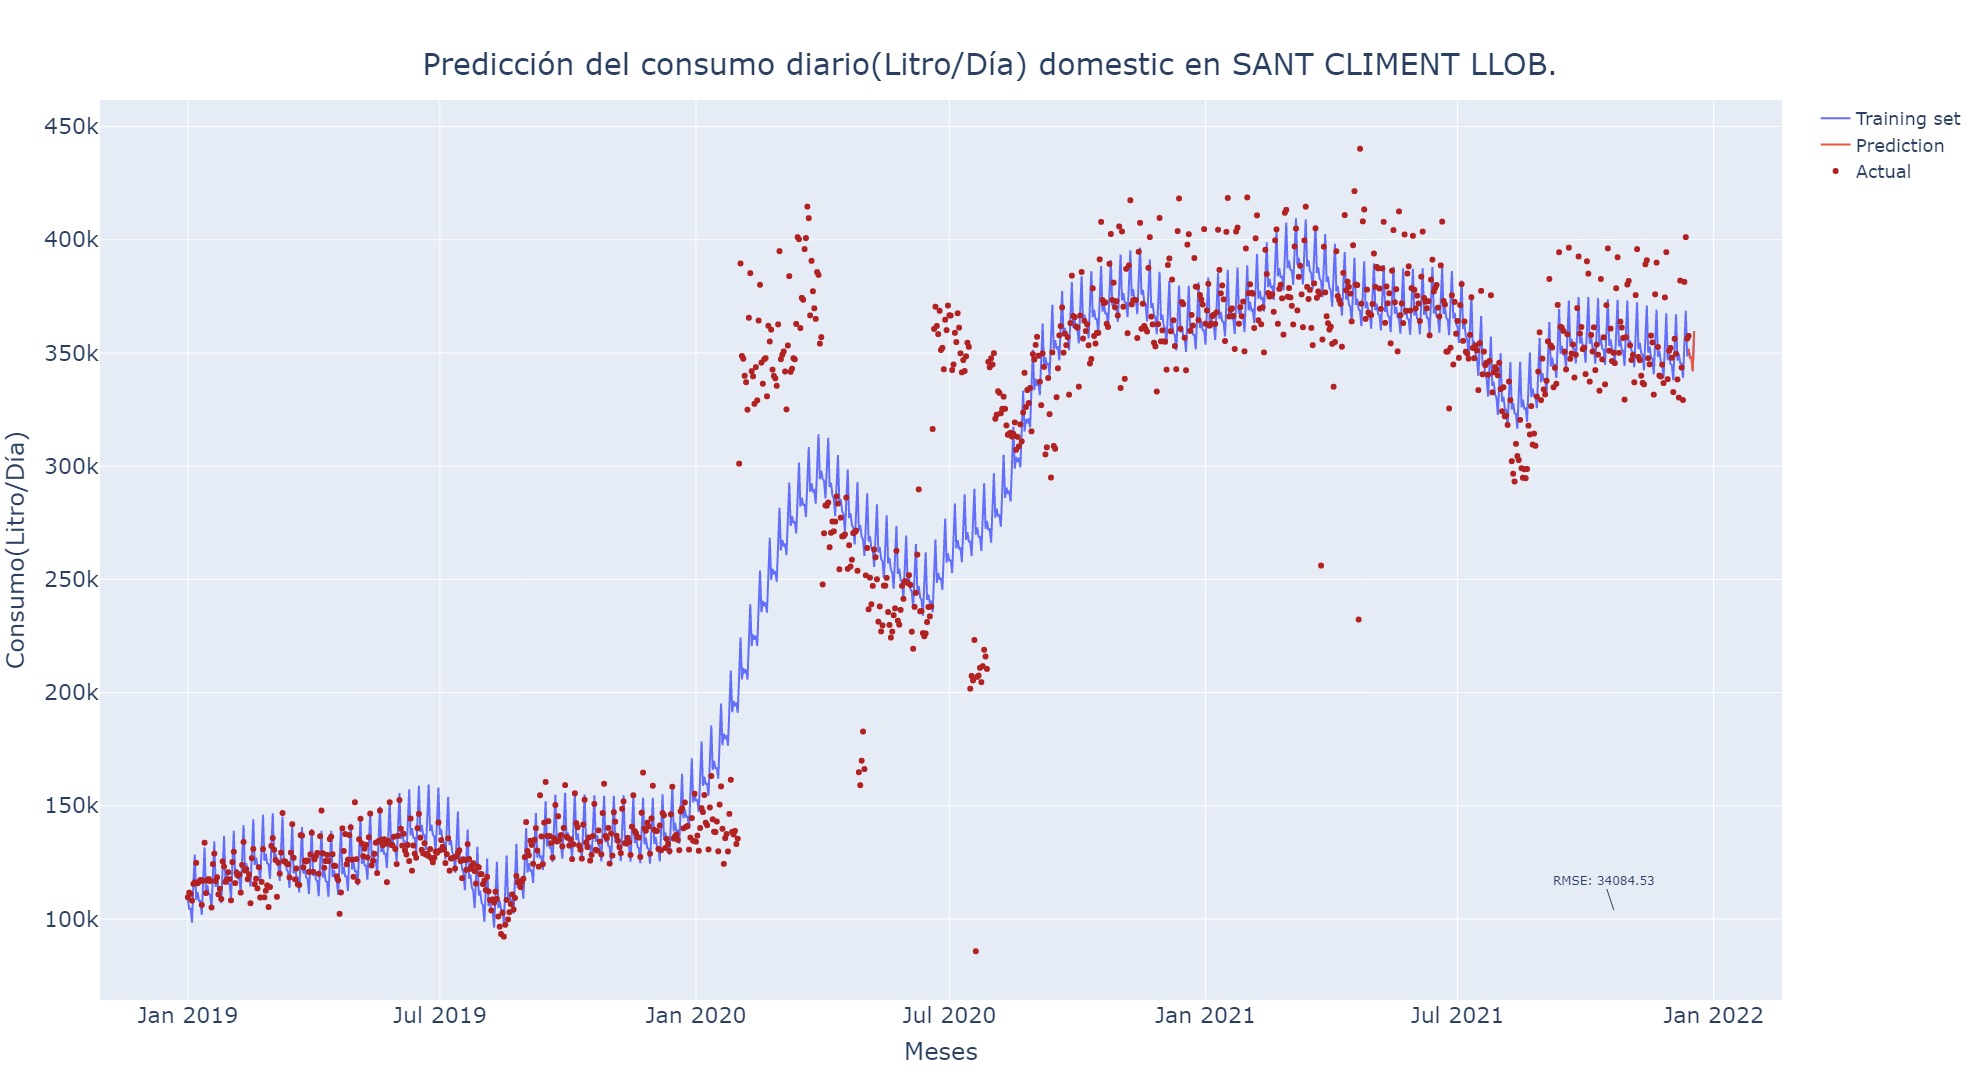 Predicción del consumo diario(Litro/Día) domestic en SANT CLIMENT LLOB.
Training set
Prediction
Actual
450k
400k
350k
300k
250k
200k
150k
100k
Consumo(Litro/Día)
RMSE: 34084.53
Jan 2019
Jul 2019
Jan 2020
Jul 2020
Jan 2021
Jul 2021
Jan 2022
Meses